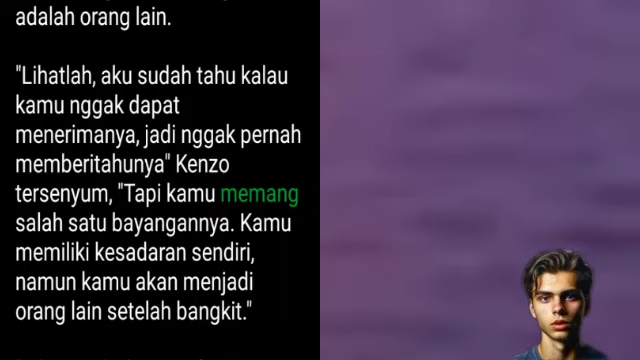 adalah orang lain.
"Lihatlah, aku sudah tahu kalau
kamu nggak dapat
menerimanya, jadi nggak pernah
memberitahunya" Kenzo
tersenyum, "Tapi kamu memang
salah satu bayangannya. Kamu
memiliki kesadaran sendiri,
namun kamu akan menjadi
orang lain setelah bangkit."